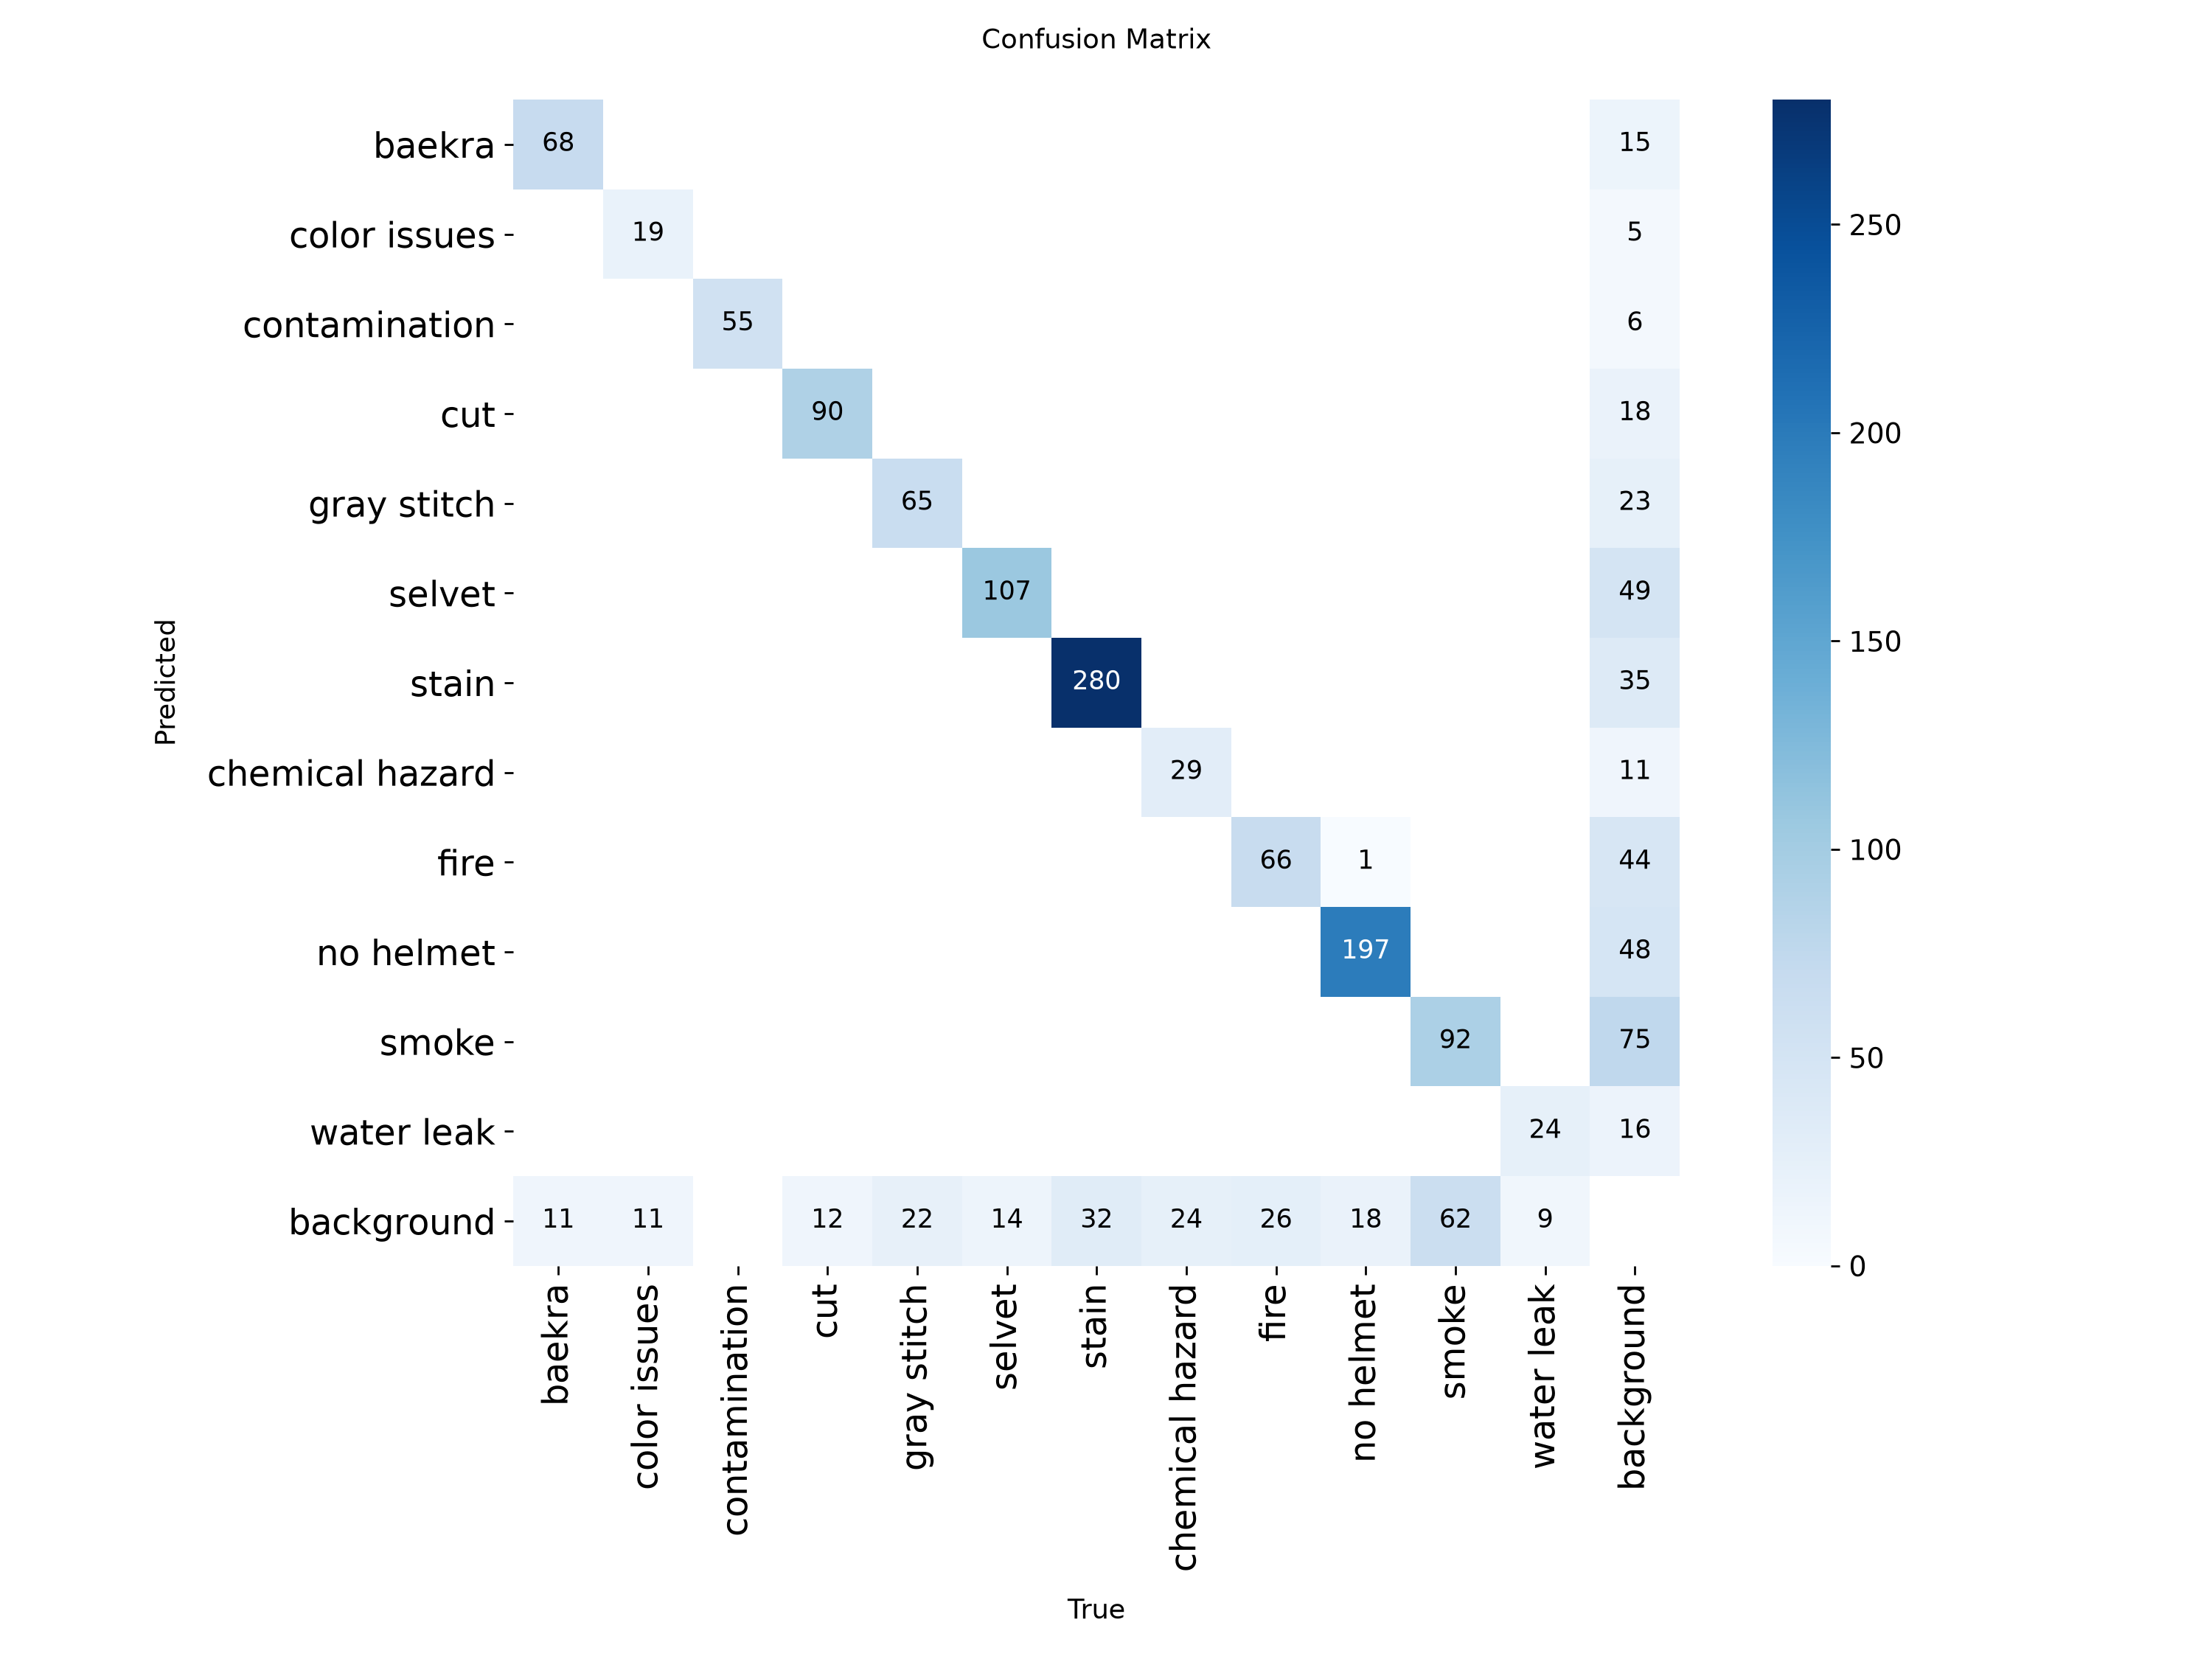 Confusion Matrix
baekra 68 15
color issues 19 5
contamination 55 6
cut 90 18
gray stitch 65 23
selvet 107 49
stain 280 35
chemical hazard 29 11
fire 66 1 44
no helmet 197 48
smoke 92 75
water leak 24 16
background 11 11 12 22 14 32 24 26 18 62 9
Predicted
baekra
color issues
contamination
cut
gray stitch
selvet
stain
chemical hazard
fire
no helmet
smoke
water leak
background
True
250
200
150
100
50
0